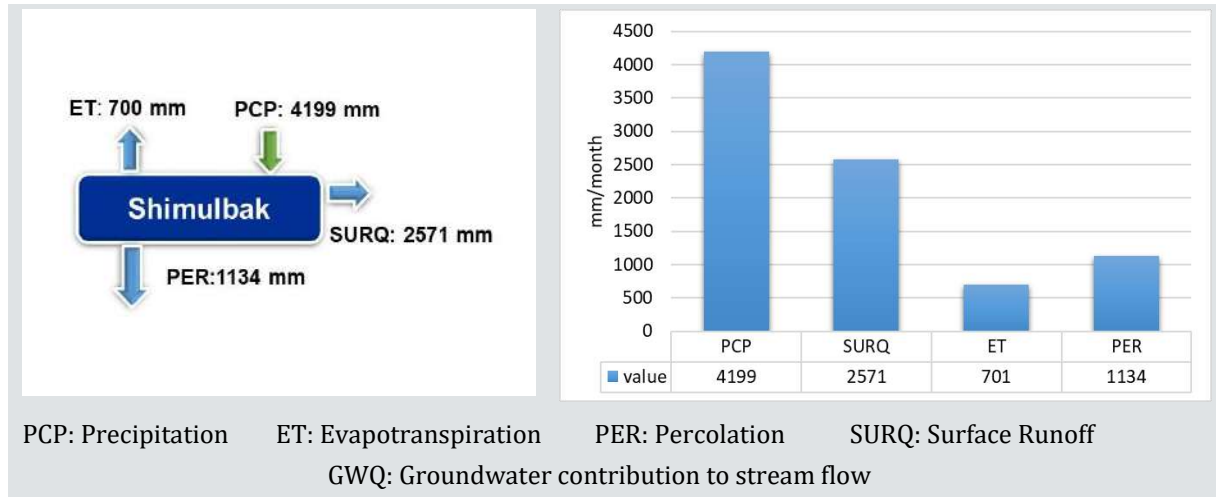 ET: 700 mm PCP: 4199 mm
Shimulbak
SURQ: 2571 mm
PER:1134 mm
4500
4000
3500
3000
2500
2000
1500
1000
500
0
mm/month
PCP SURQ ET PER
value 4199 2571 701 1134
PCP: Precipitation ET: Evapotranspiration PER: Percolation SURQ: Surface Runoff
GWQ: Groundwater contribution to stream flow